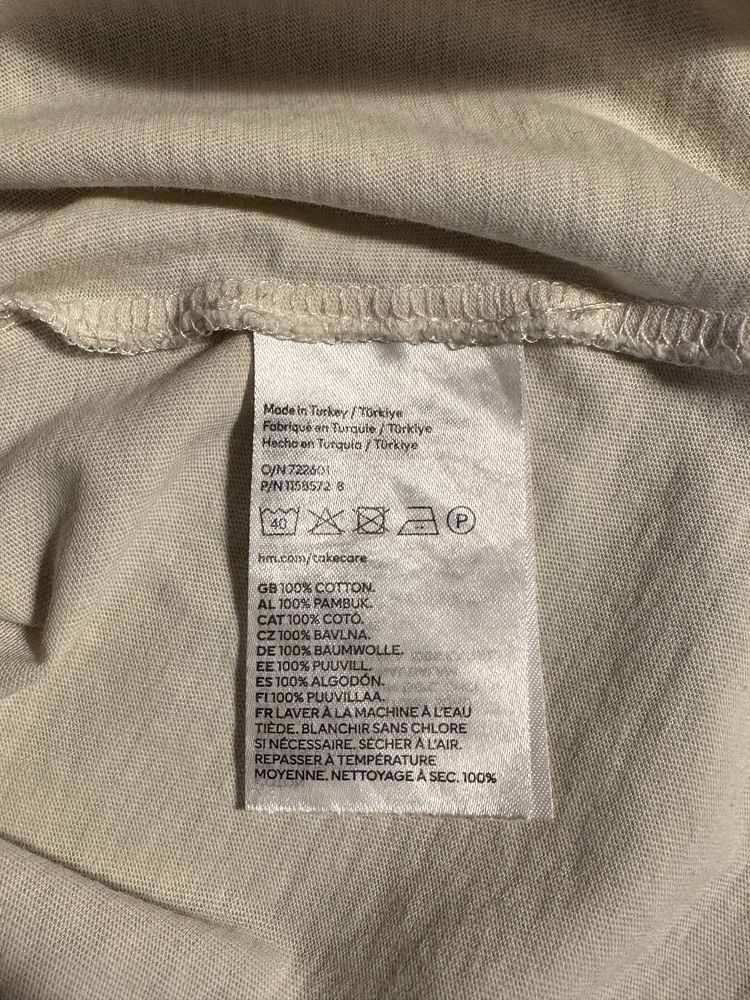 Made in Turkey / Türkiye
Fabriqué en Turquie / Türkiye
Hecho en Turquía / Türkiye
O/N 722601
P/N 1158572 8
40 P
hm.com/takecare
GB 100% COTTON.
AL 100% PAMBUK.
CAT 100% COTÓ.
CZ 100% BAVLNA.
DE 100% BAUMWOLLE.
EE 100% PUUVILL.
ES 100% ALGODÓN.
FI 100% PUUVILLAA.
FR LAVER À LA MACHINE À L'EAU
TIÈDE. BLANCHIR SANS CHLORE
SI NÉCESSAIRE. SÉCHER À L'AIR.
REPASSER À TEMPÉRATURE
MOYENNE. NETTOYAGE À SEC. 100%